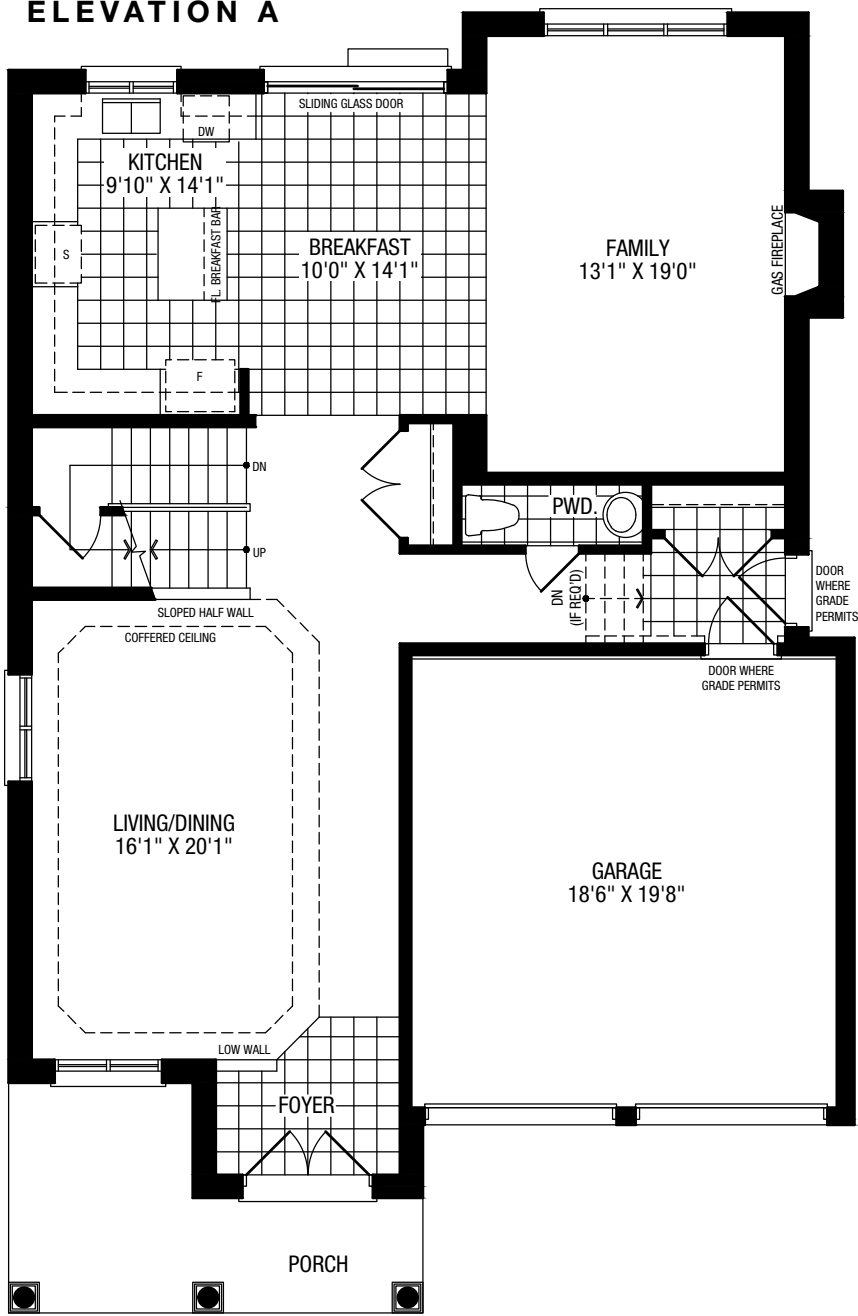 ELEVATION A
SLIDING GLASS DOOR
DW
KITCHEN
9'10" X 14'1"
S
FL. BREAKFAST BAR
BREAKFAST
10'0" X 14'1"
FAMILY
13'1" X 19'0"
GAS FIREPLACE
F
DN
UP
PWD.
DN
(IF REQ'D)
DOOR
WHERE
GRADE
PERMITS
SLOPED HALF WALL
COFFERED CEILING
DOOR WHERE
GRADE PERMITS
LIVING/DINING
16'1" X 20'1"
GARAGE
18'6" X 19'8"
LOW WALL
FOYER
PORCH